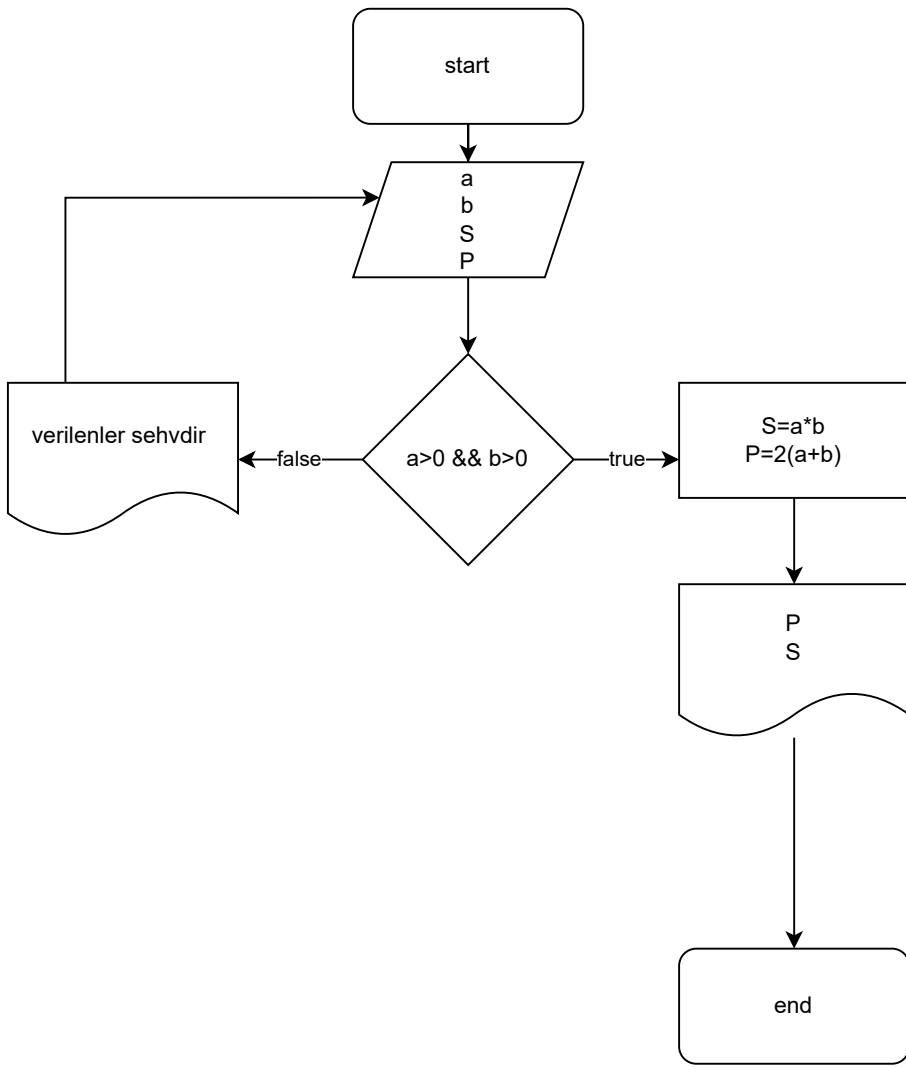 start
a
b
S
P
verilenler sehvdir
false
a>0 && b>0
true
S=a*b
P=2(a+b)
P
S
end